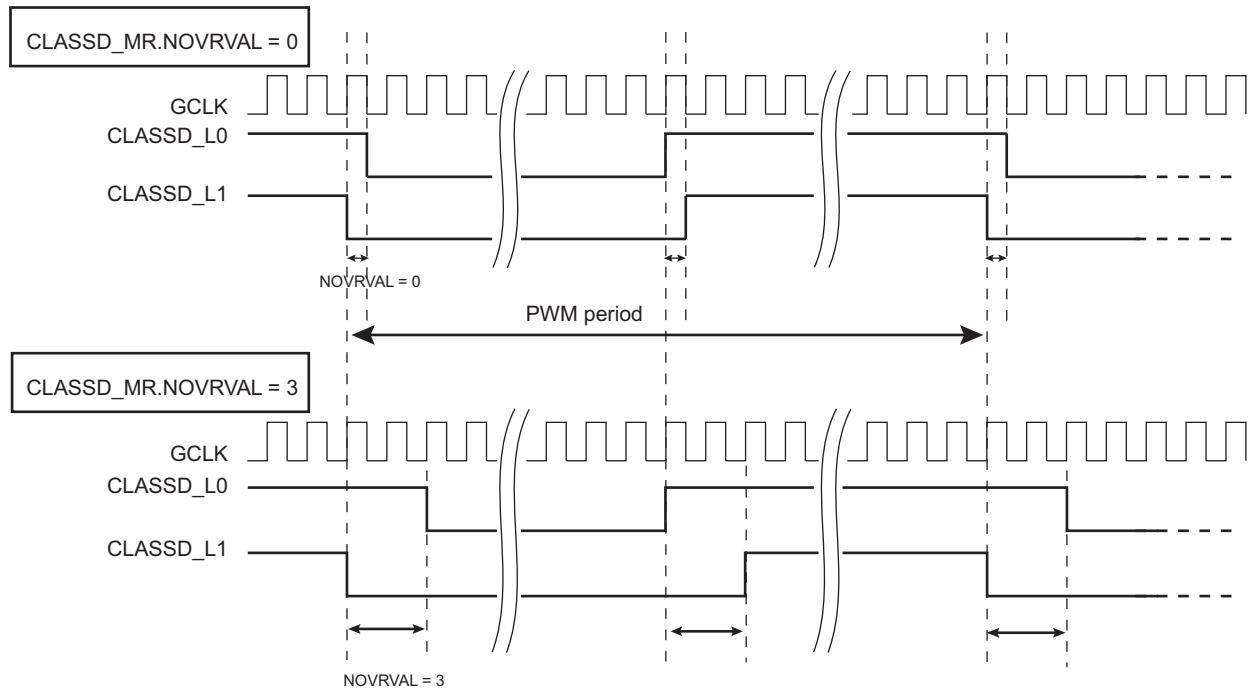 CLASSD_MR.NOVRVAL = 0
GCLK
CLASSD_L0
CLASSD_L1
NOVRVAL = 0
PWM period
CLASSD_MR.NOVRVAL = 3
GCLK
CLASSD_L0
CLASSD_L1
NOVRVAL = 3